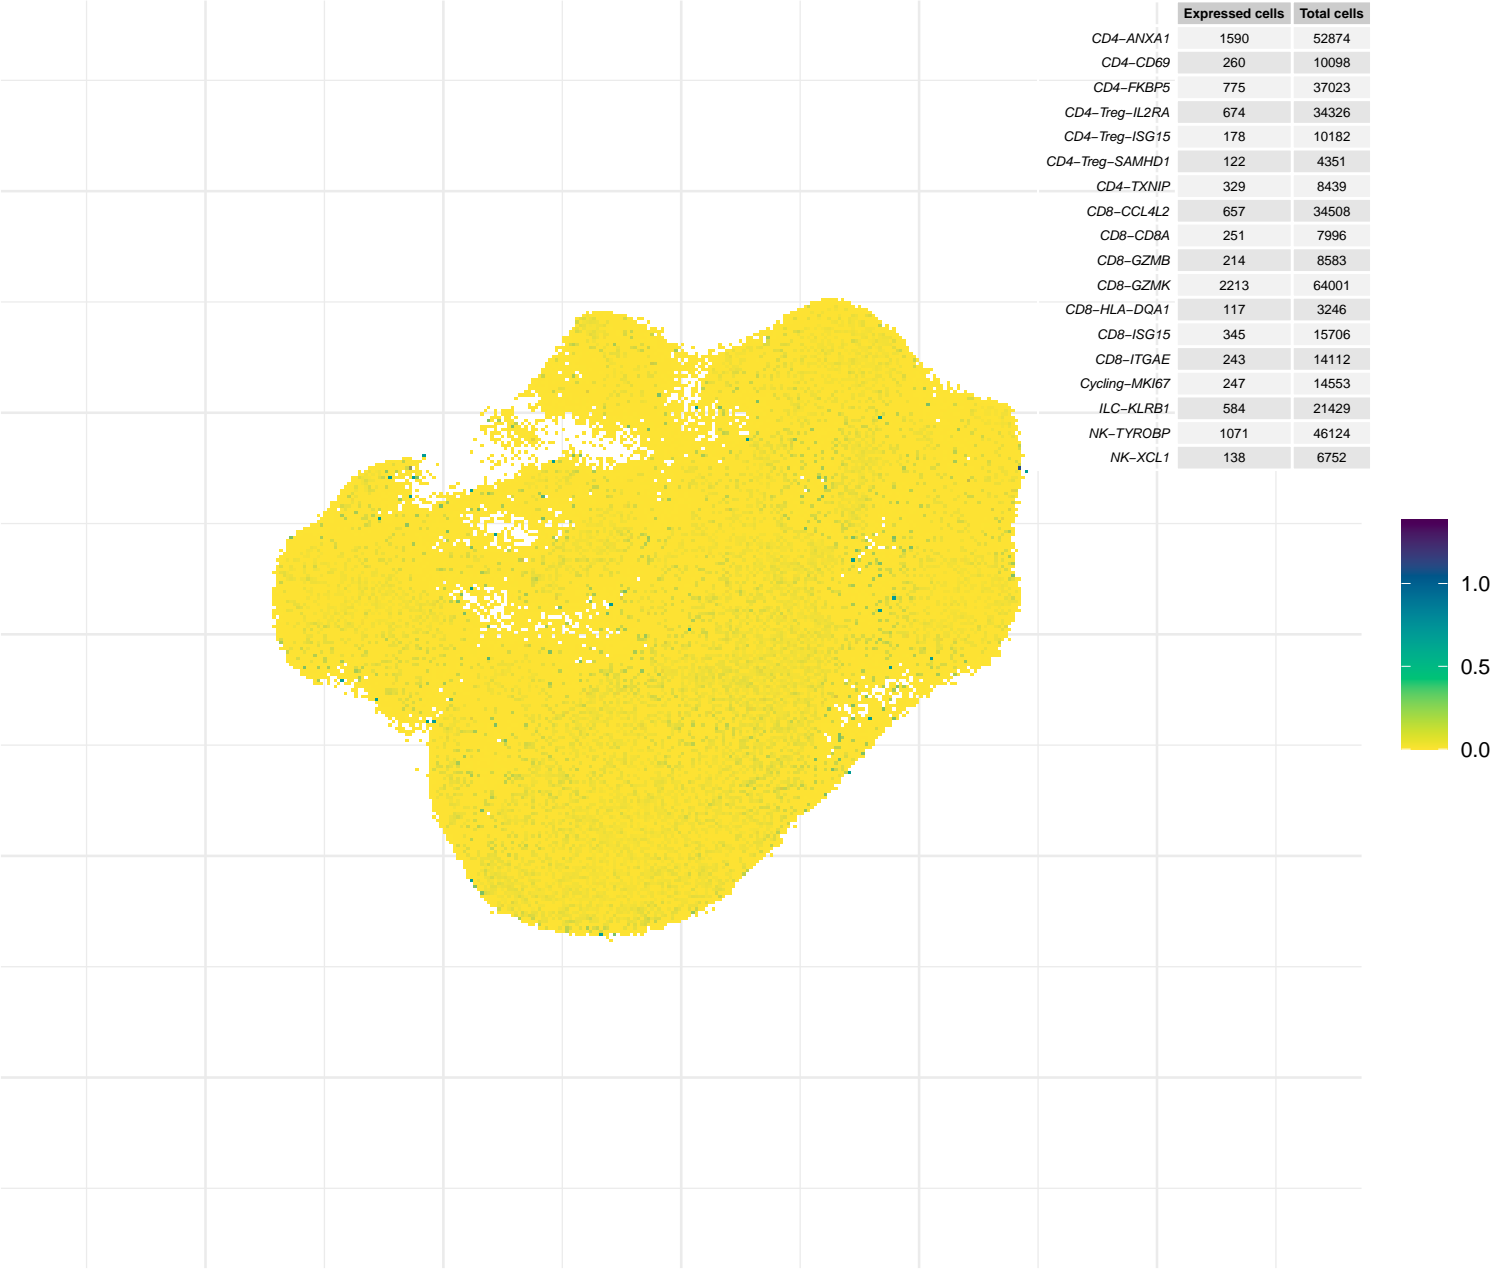 Expressed cells Total cells
CD4−ANXA1 1590 52874
CD4−CD69 260 10098
CD4−FKBP5 775 37023
CD4−Treg−IL2RA 674 34326
CD4−Treg−ISG15 178 10182
CD4−Treg−SAMHD1 122 4351
CD4−TXNIP 329 8439
CD8−CCL4L2 657 34508
CD8−CD8A 251 7996
CD8−GZMB 214 8583
CD8−GZMK 2213 64001
CD8−HLA−DQA1 117 3246
CD8−ISG15 345 15706
CD8−ITGAE 243 14112
Cycling−MKI67 247 14553
ILC−KLRB1 584 21429
NK−TYROBP 1071 46124
NK−XCL1 138 6752
1.0
0.5
0.0